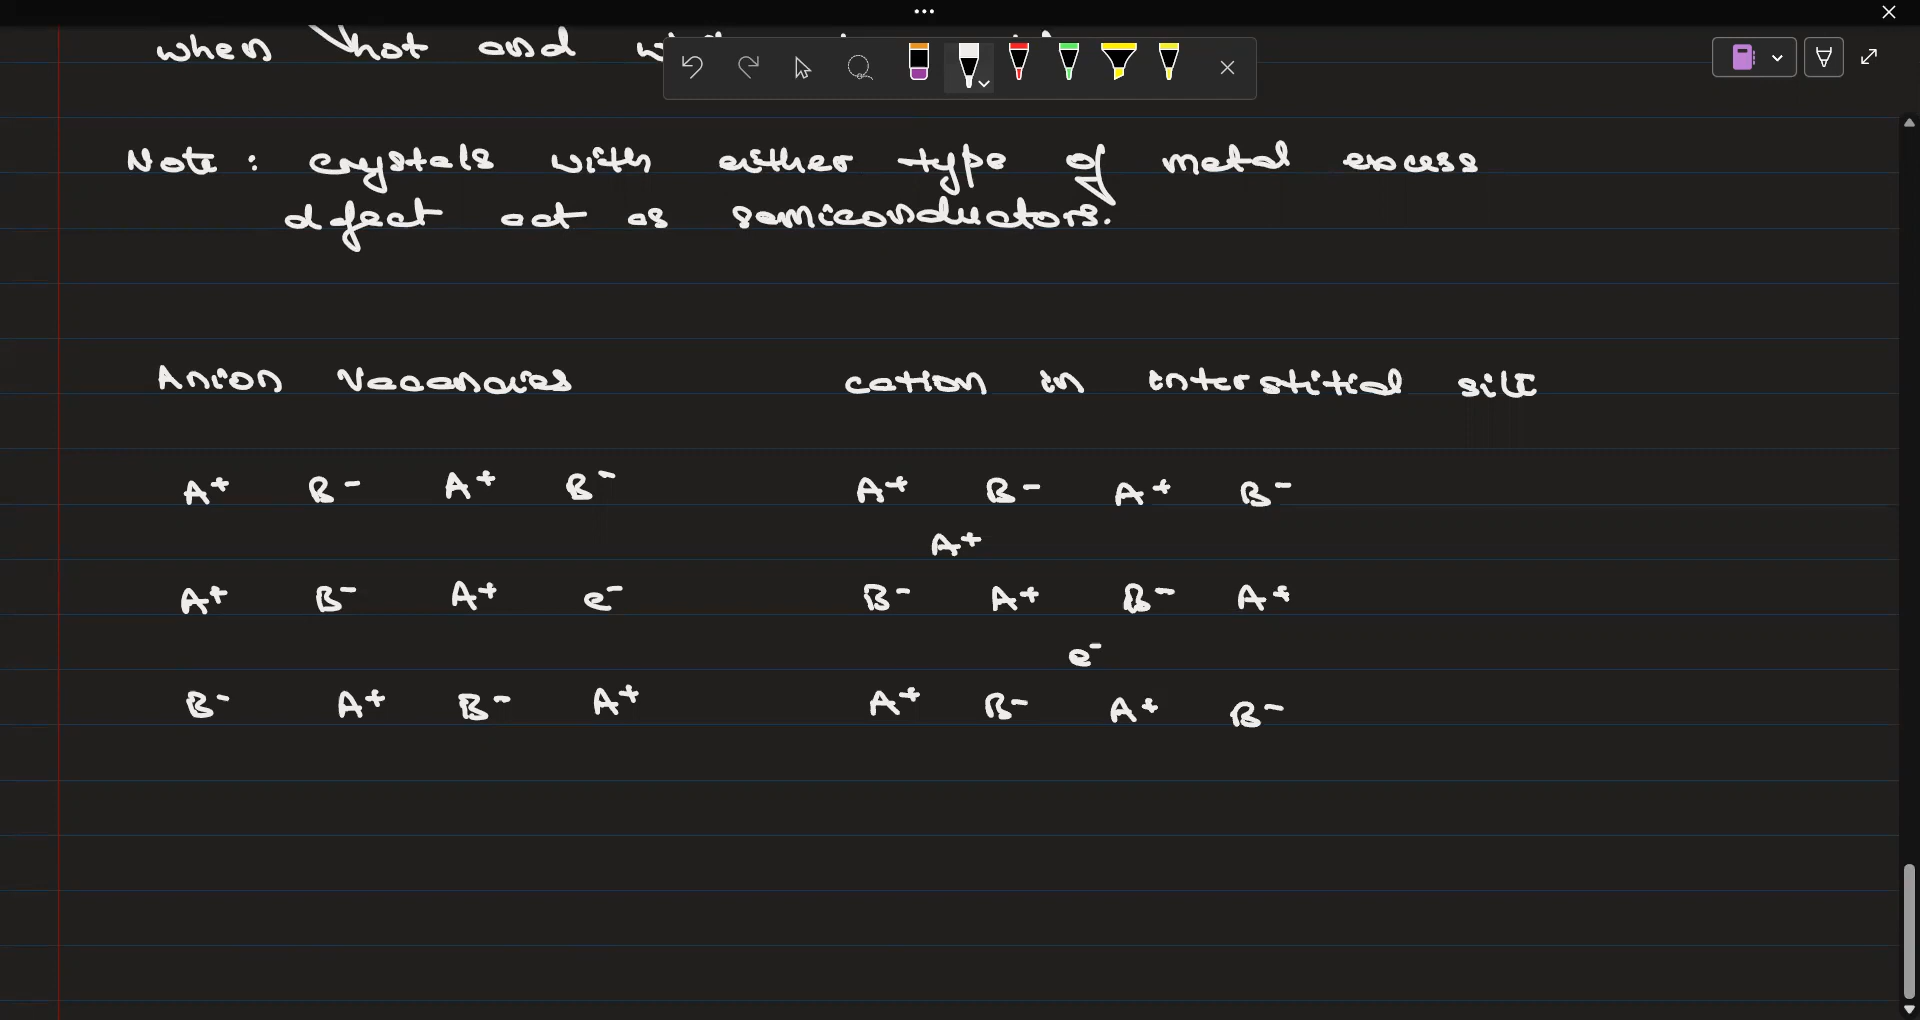 when hot and
Note : crystals with either type of metal excess
defect act as semiconductors.
Anion Vacancies cation in interstitial site
A+ B- A+ B- A+ B- A+ B-
A+
A+ B- A+ e- B- A+ B- A+
e-
B- A+ B- A+ A+ B- A+ B-